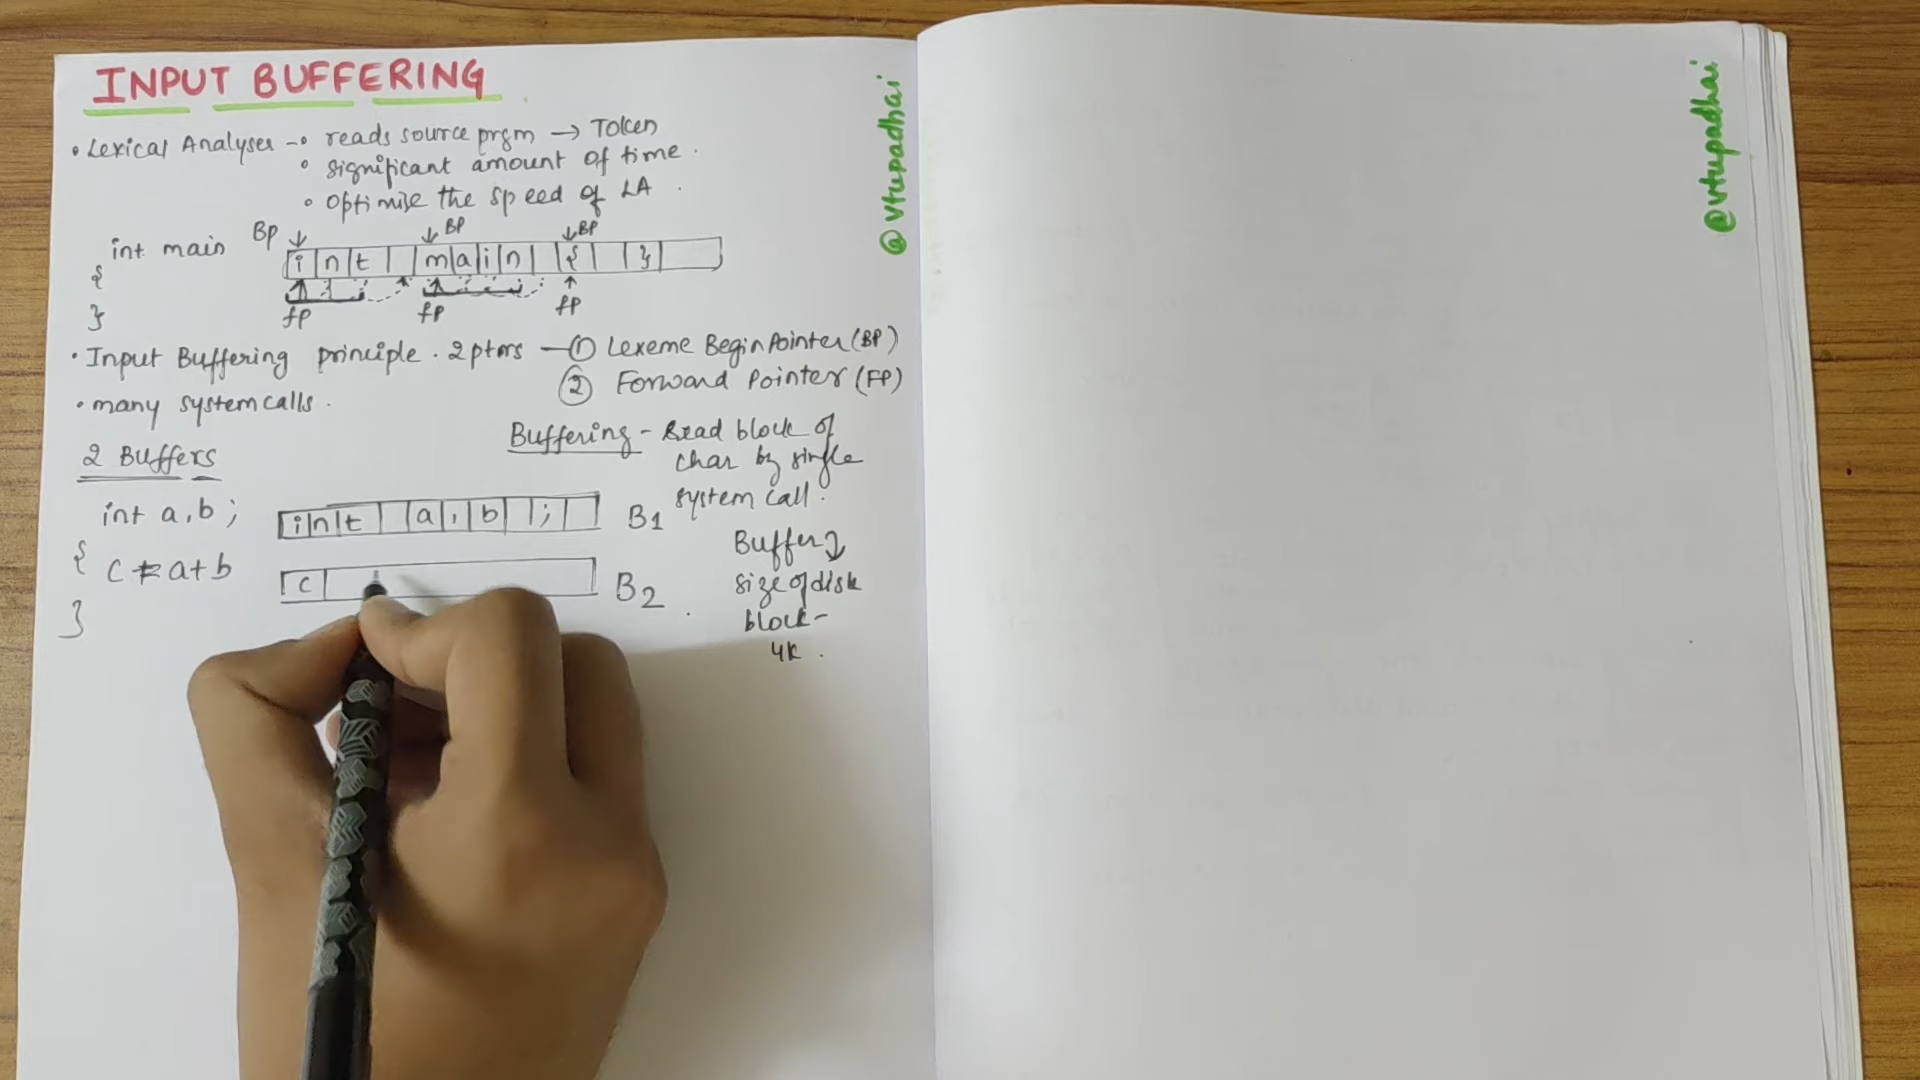 INPUT BUFFERING
• Lexical Analyser - • reads source prgm → Token
• significant amount of time.
• optimize the speed of LA.
int main
{
}
BP ↓ ↓ BP ↓ BP
i n t m a i n { }
fp fp fp
• Input Buffering principle. 2 ptrs - ① Lexeme Begin Pointer (BP)
② Forward Pointer (FP)
• many system calls.
Buffering - Read block of
char by single
system call.
2 Buffers
int a,b;
{ c = a+b
}
i n t a , b ; B1
c B2
Buffer
size of disk
block -
4K.
@vtupadhai
@vtupadhai